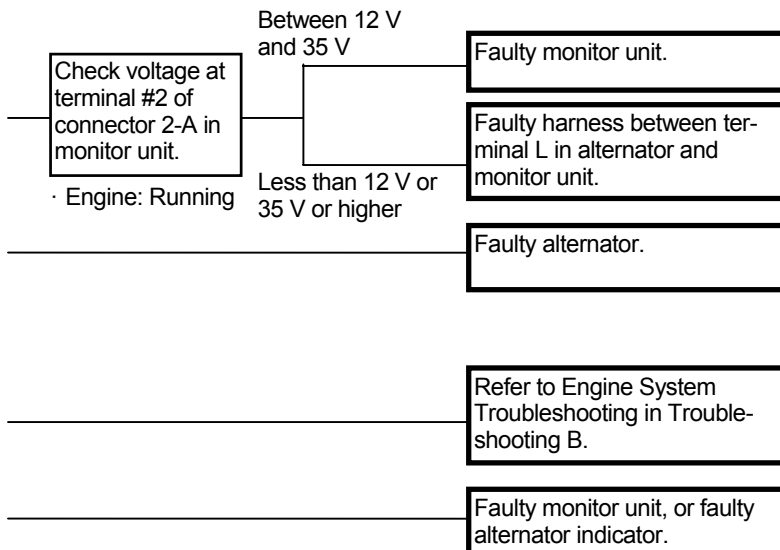 Between 12 V
and 35 V
Check voltage at
terminal #2 of
connector 2-A in
monitor unit.
· Engine: Running
Less than 12 V or
35 V or higher
Faulty monitor unit.
Faulty harness between ter-
minal L in alternator and
monitor unit.
Faulty alternator.
Refer to Engine System
Troubleshooting in Trouble-
shooting B.
Faulty monitor unit, or faulty
alternator indicator.